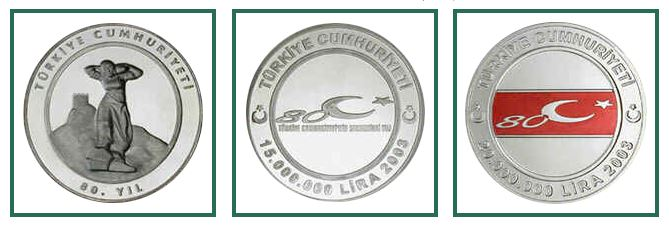 TÜRKİYE CUMHURİYETİ
80. YIL
TÜRKİYE CUMHURİYETİ
80
15.000.000 LİRA 2003
TÜRKİYE CUMHURİYETİ
80
LİRA 2003